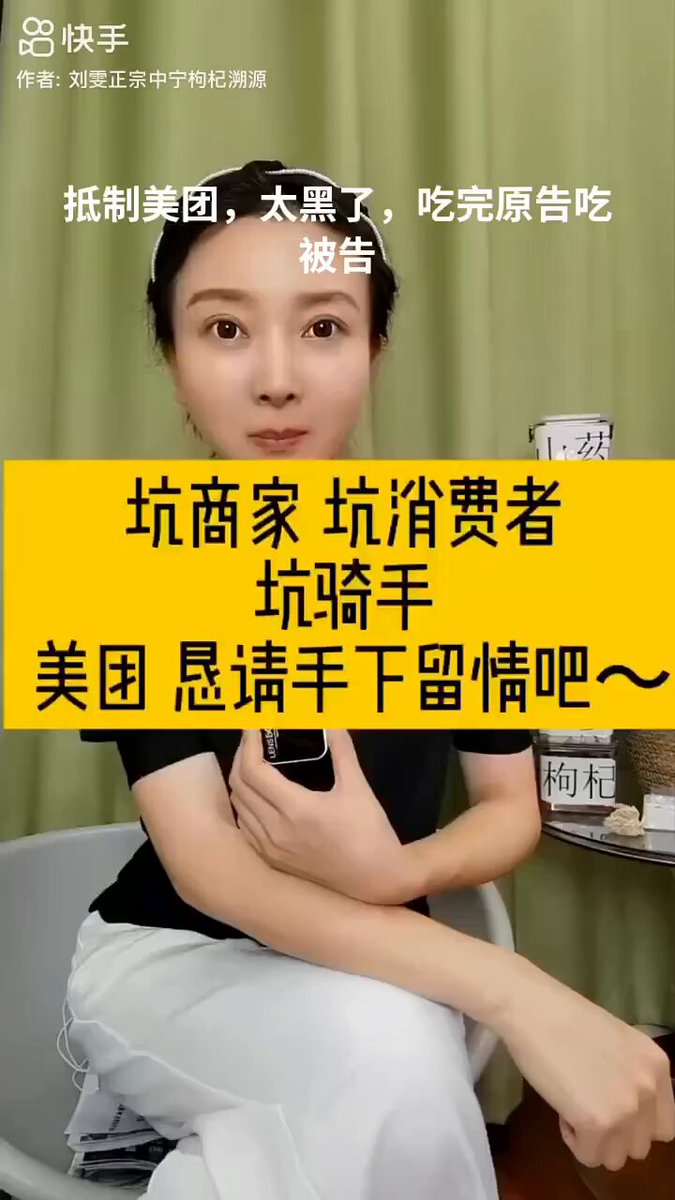 快手
作者: 刘雯正宗中宁枸杞溯源
抵制美团，太黑了，吃完原告吃
被告
坑商家 坑消费者
坑骑手
美团 恳请手下留情吧～
LENS
枸杞